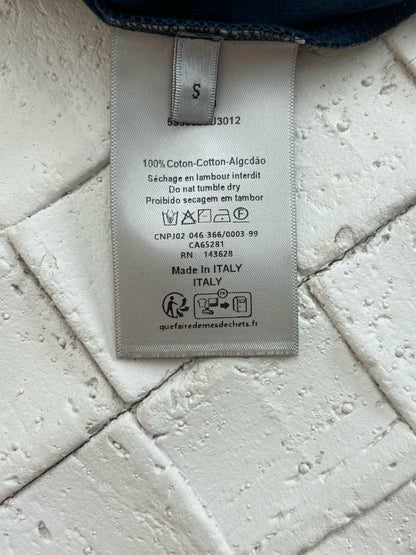 S
100% Coton-Cotton-Algcdão
Séchage en lambour interdit
Do nat tumble dry
Proibido secagem em tambor
CNPJ02-046-366/0003-99
CA65281
RN 143628
Made In ITALY
ITALY
FR
quefairedemesdechets.fr